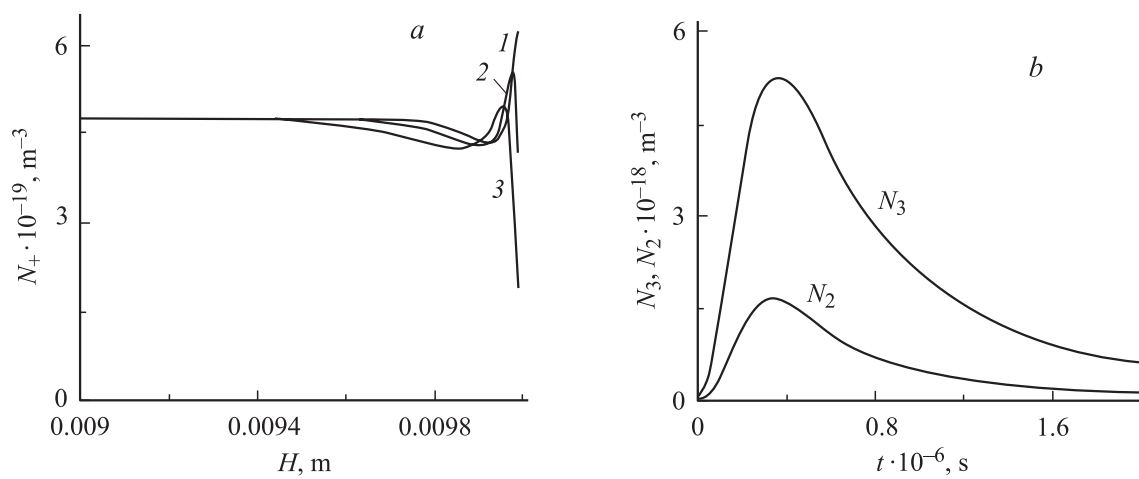 a
6
3
0
1
2
3
N₊ · 10⁻¹⁹, m⁻³
0.009
0.0094
0.0098
H, m
b
6
3
0
N₃
N₂
N₃, N₂ · 10⁻¹⁸, m⁻³
0
0.8
1.6
t · 10⁻⁶, s